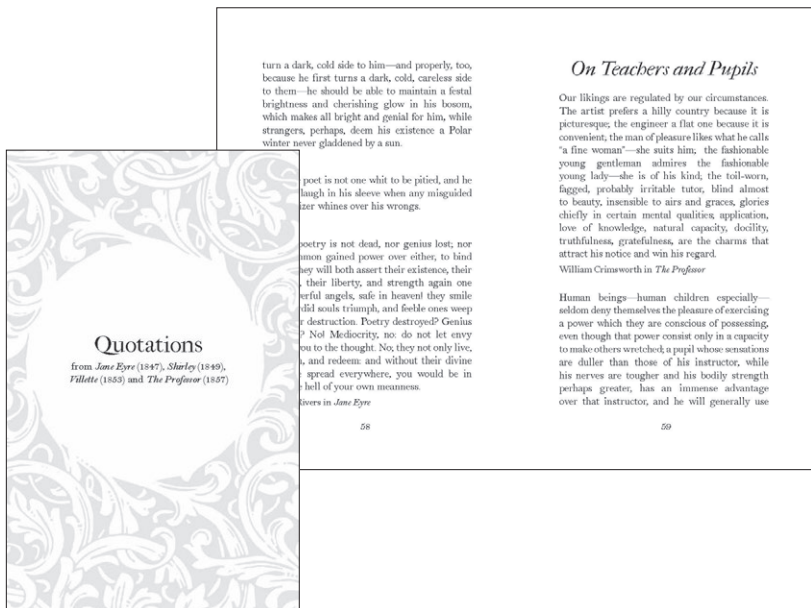 turn a dark, cold side to him—and properly, too,
because he first turns a dark, cold, careless side
to them—he should be able to maintain a festal
brightness and cherishing glow in his bosom,
which makes all bright and genial for him, while
strangers, perhaps, deem his existence a Polar
winter never gladdened by a sun.
poet is not one whit to be pitied, and he
laugh in his sleeve when any misguided
whines over his wrongs.
poetry is not dead, nor genius lost; nor
gained power over either, to bind
they will both assert their existence, their
their liberty, and strength again one
angels, safe in heaven! they smile
souls triumph, and feeble ones weep
destruction. Poetry destroyed? Genius
No! Mediocrity, no: do not let envy
you to the thought. No; they not only live,
and redeem: and without their divine
spread everywhere, you would be in
hell of your own meanness.
Rivers in Jane Eyre
58
On Teachers and Pupils
Our likings are regulated by our circumstances.
The artist prefers a hilly country because it is
picturesque; the engineer a flat one because it is
convenient; the man of pleasure likes what he calls
"a fine woman"—she suits him; the fashionable
young gentleman admires the fashionable
young lady—she is of his kind; the toil-worn,
fagged, probably irritable tutor, blind almost
to beauty, insensible to airs and graces, glories
chiefly in certain mental qualities; application,
love of knowledge, natural capacity, docility,
truthfulness, gratefulness, are the charms that
attract his notice and win his regard.
William Crimsworth in The Professor
Human beings—human children especially—
seldom deny themselves the pleasure of exercising
a power which they are conscious of possessing,
even though that power consist only in a capacity
to make others wretched; a pupil whose sensations
are duller than those of his instructor, while
his nerves are tougher and his bodily strength
perhaps greater, has an immense advantage
over that instructor, and he will generally use
59
Quotations
from Jane Eyre (1847), Shirley (1849),
Villette (1853) and The Professor (1857)